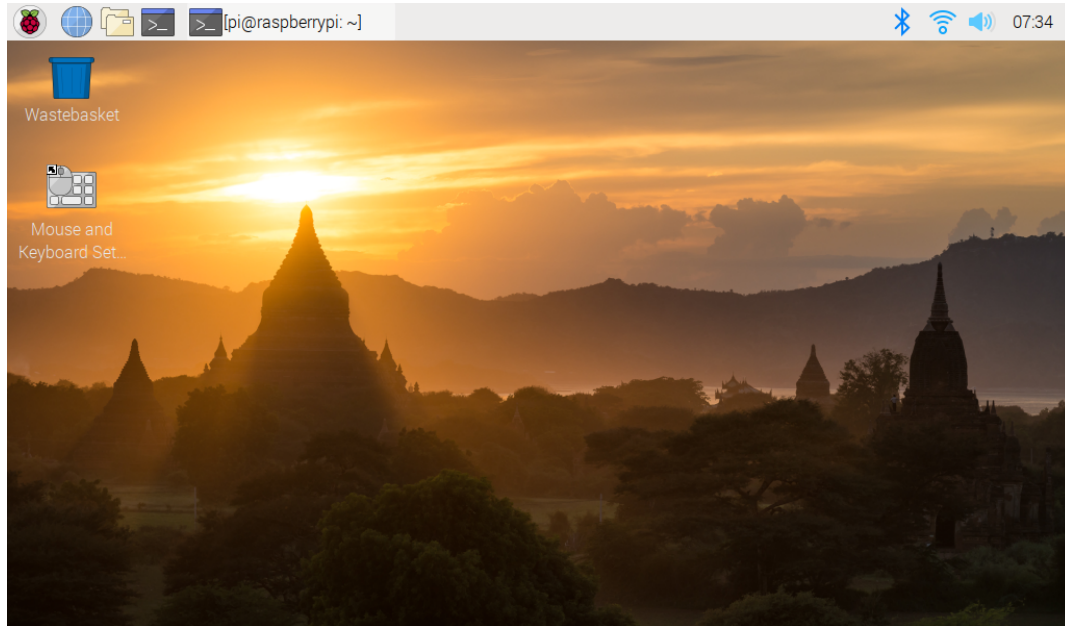 [pi@raspberrypi: ~]
07:34
Wastebasket
Mouse and
Keyboard Set...